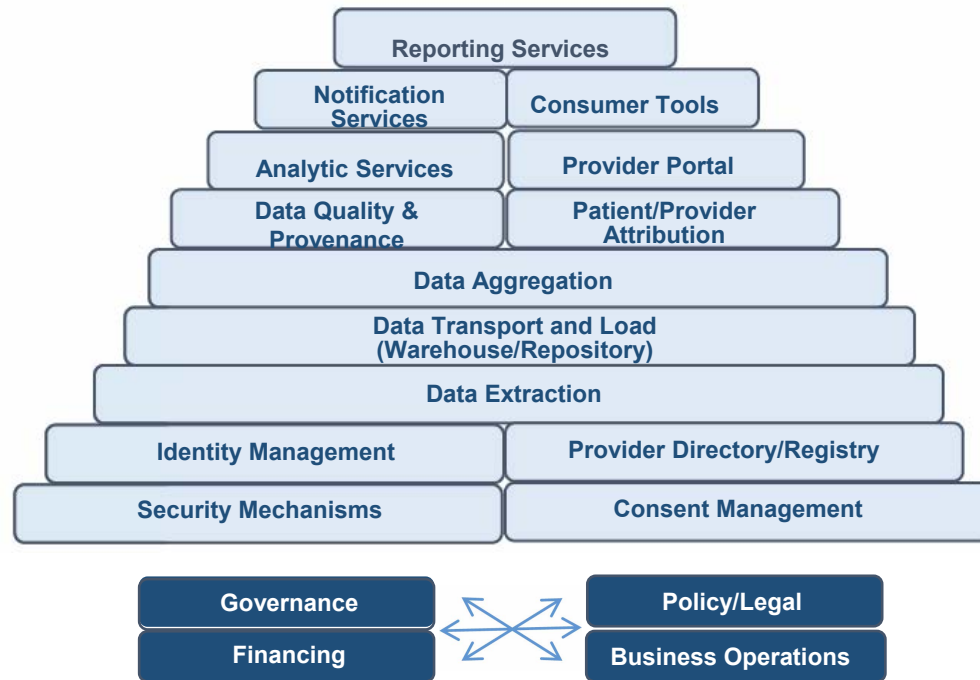 Reporting Services
Notification
Services
Consumer Tools
Analytic Services
Provider Portal
Data Quality &
Provenance
Patient/Provider
Attribution
Data Aggregation
Data Transport and Load
(Warehouse/Repository)
Data Extraction
Identity Management
Provider Directory/Registry
Security Mechanisms
Consent Management
Governance
Policy/Legal
Financing
Business Operations